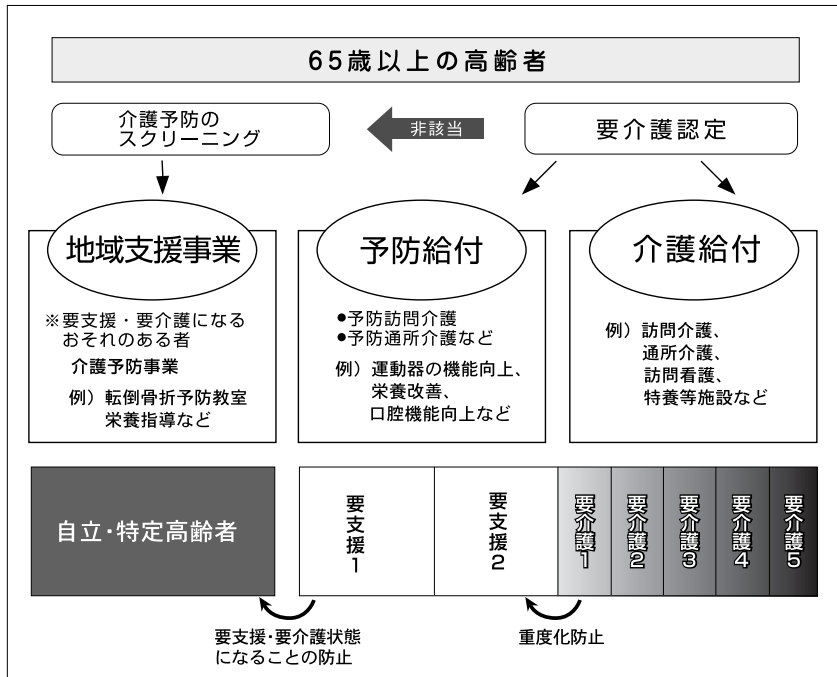 65歳以上の高齢者
介護予防の
スクリーニング
非該当
要介護認定
地域支援事業
※要支援・要介護になる
おそれのある者
介護予防事業
例）転倒骨折予防教室
栄養指導など
予防給付
●予防訪問介護
●予防通所介護など
例）運動器の機能向上、
栄養改善、
口腔機能向上など
介護給付
例）訪問介護、
通所介護、
訪問看護、
特養等施設など
自立・特定高齢者
要支援1
要支援2
要介護1
要介護2
要介護3
要介護4
要介護5
要支援・要介護状態
になることの防止
重度化防止